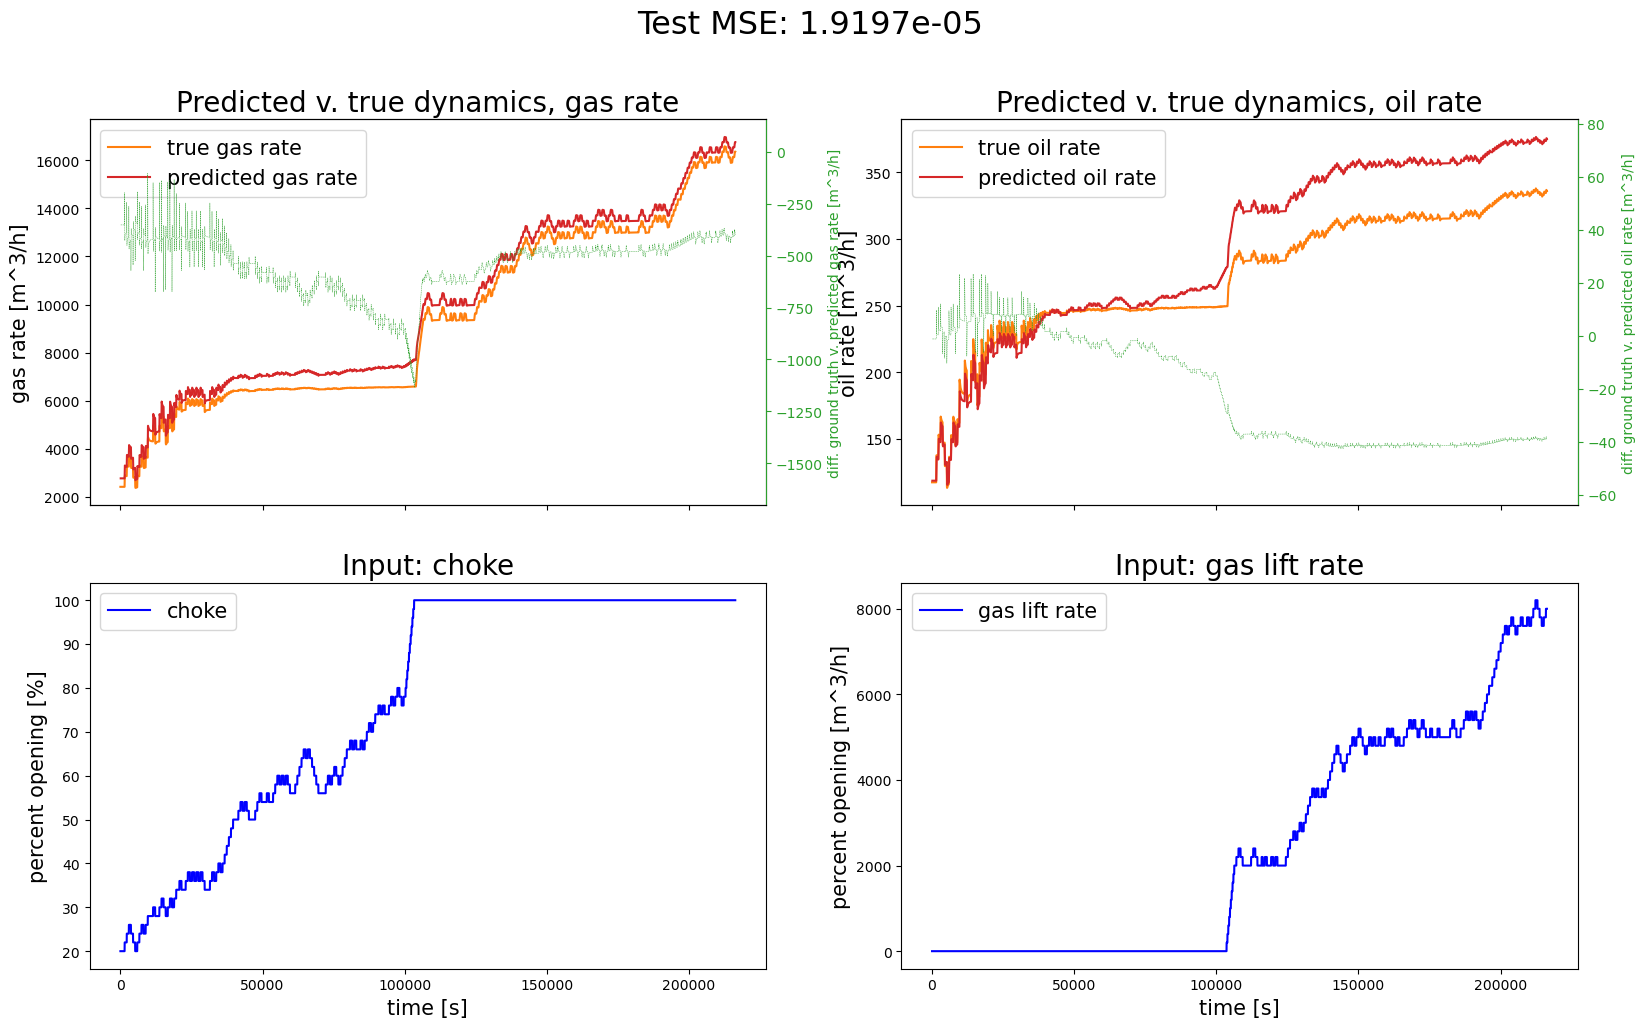 Test MSE: 1.9197e-05
Predicted v. true dynamics, gas rate
true gas rate
predicted gas rate
gas rate [m^3/h]
16000
14000
12000
10000
8000
6000
4000
2000
0
−250
−500
−750
−1000
−1250
−1500
diff. ground truth v. predicted gas rate [m^3/h]
Predicted v. true dynamics, oil rate
true oil rate
predicted oil rate
oil rate [m^3/h]
350
300
250
200
150
80
60
40
20
0
−20
−40
−60
diff. ground truth v. predicted oil rate [m^3/h]
Input: choke
choke
percent opening [%]
100
90
80
70
60
50
40
30
20
0 50000 100000 150000 200000
time [s]
Input: gas lift rate
gas lift rate
percent opening [m^3/h]
8000
6000
4000
2000
0
0 50000 100000 150000 200000
time [s]